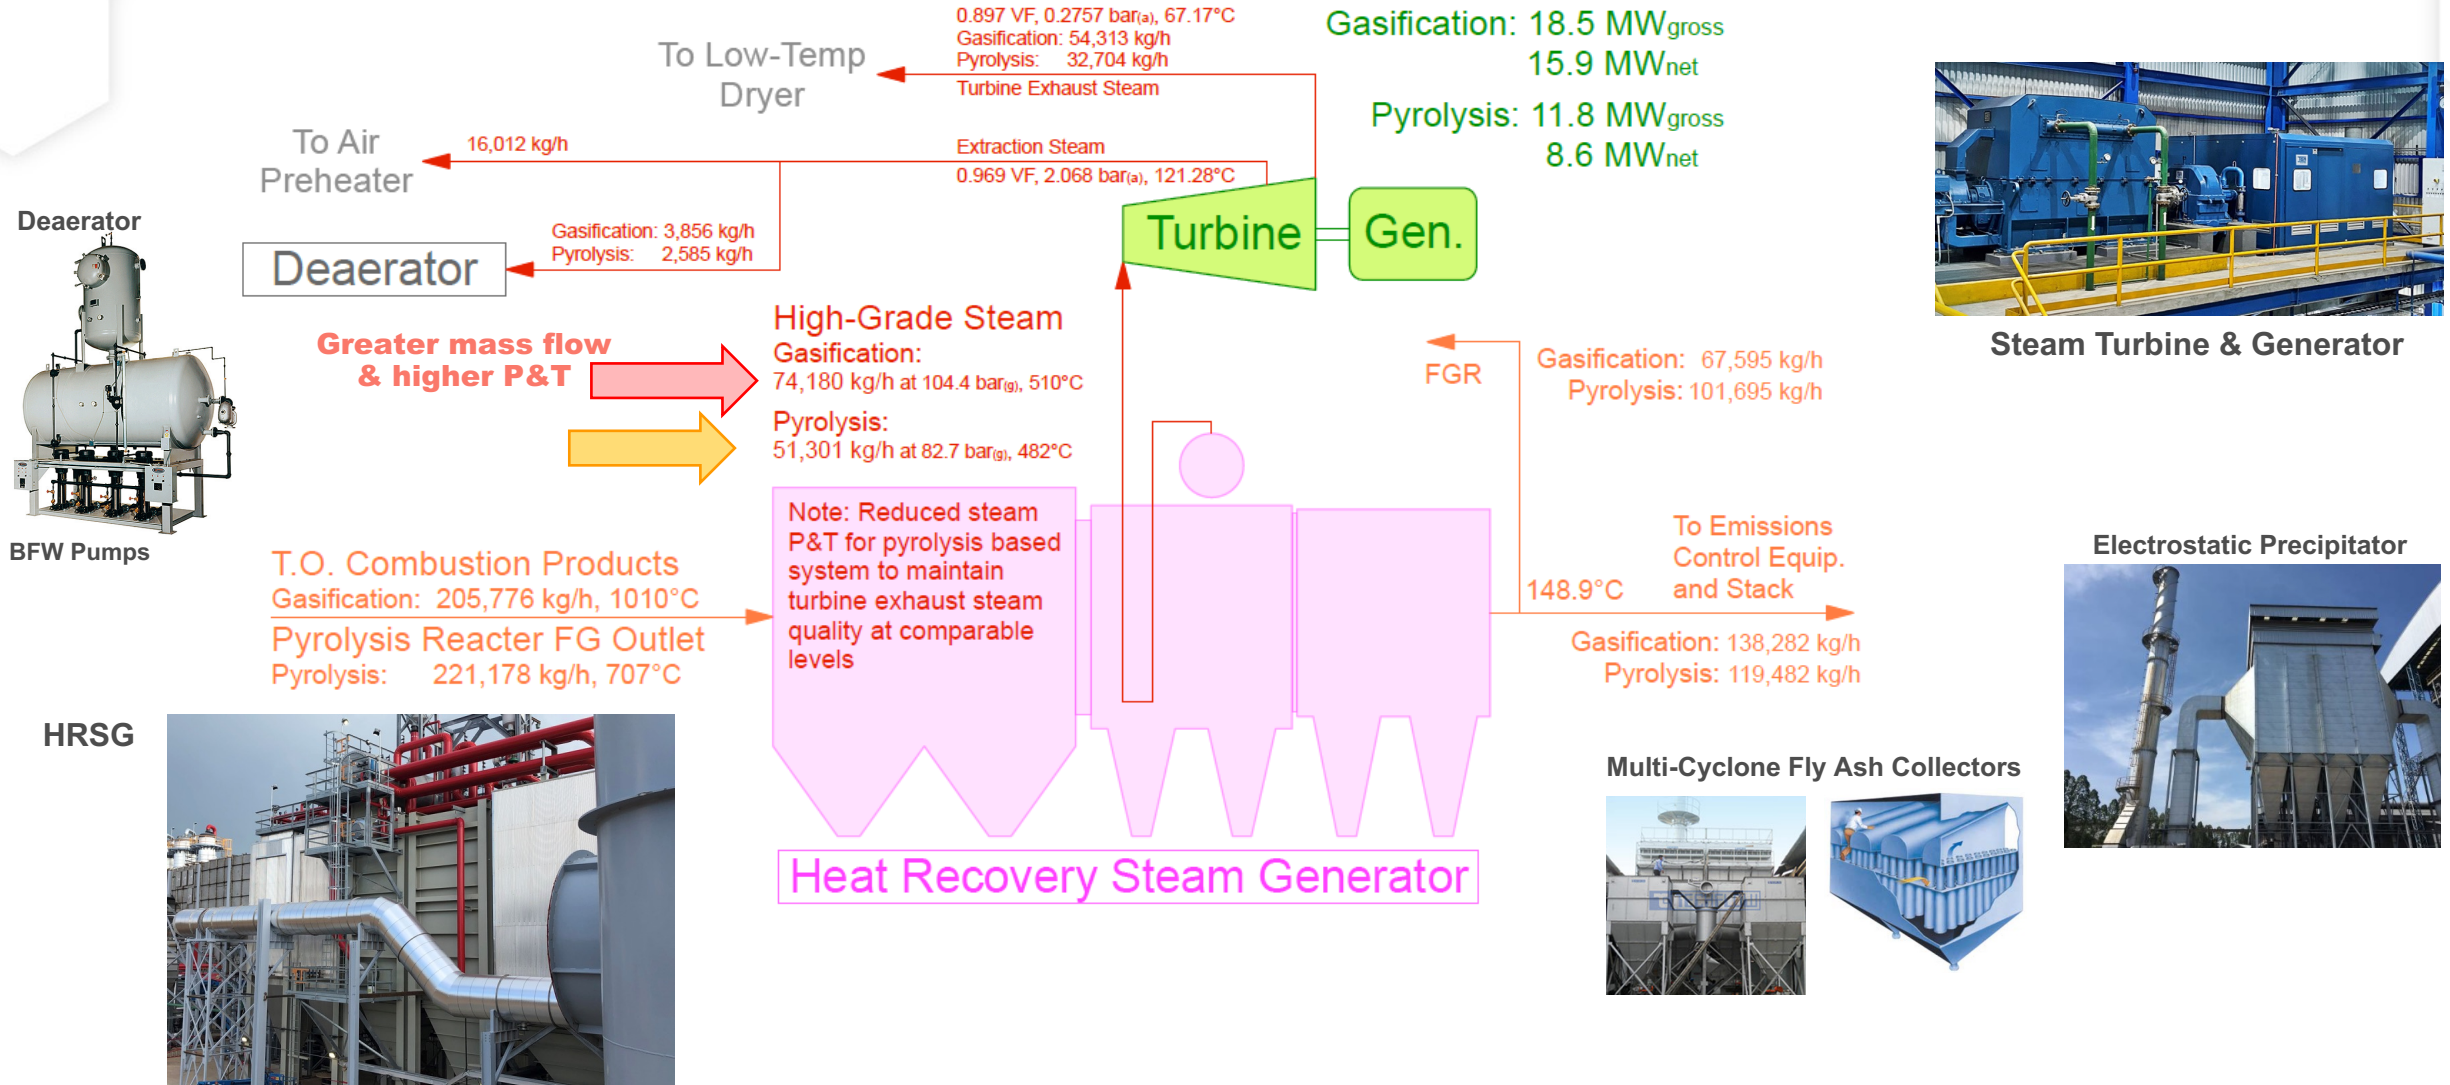 0.897 VF, 0.2757 bar(a), 67.17°C
Gasification: 54,313 kg/h
Pyrolysis: 32,704 kg/h
Turbine Exhaust Steam
To Low-Temp
Dryer
Gasification: 18.5 MWgross
15.9 MWnet
Pyrolysis: 11.8 MWgross
8.6 MWnet
To Air
Preheater
16,012 kg/h
Extraction Steam
0.969 VF, 2.068 bar(a), 121.28°C
Deaerator
BFW Pumps
Gasification: 3,856 kg/h
Pyrolysis: 2,585 kg/h
Deaerator
Turbine
Gen.
Steam Turbine & Generator
Greater mass flow
& higher P&T
High-Grade Steam
Gasification:
74,180 kg/h at 104.4 bar(g), 510°C
Pyrolysis:
51,301 kg/h at 82.7 bar(g), 482°C
FGR
Gasification: 67,595 kg/h
Pyrolysis: 101,695 kg/h
Note: Reduced steam
P&T for pyrolysis based
system to maintain
turbine exhaust steam
quality at comparable
levels
T.O. Combustion Products
Gasification: 205,776 kg/h, 1010°C
Pyrolysis Reacter FG Outlet
Pyrolysis: 221,178 kg/h, 707°C
148.9°C
To Emissions
Control Equip.
and Stack
Gasification: 138,282 kg/h
Pyrolysis: 119,482 kg/h
Electrostatic Precipitator
HRSG
Multi-Cyclone Fly Ash Collectors
Heat Recovery Steam Generator